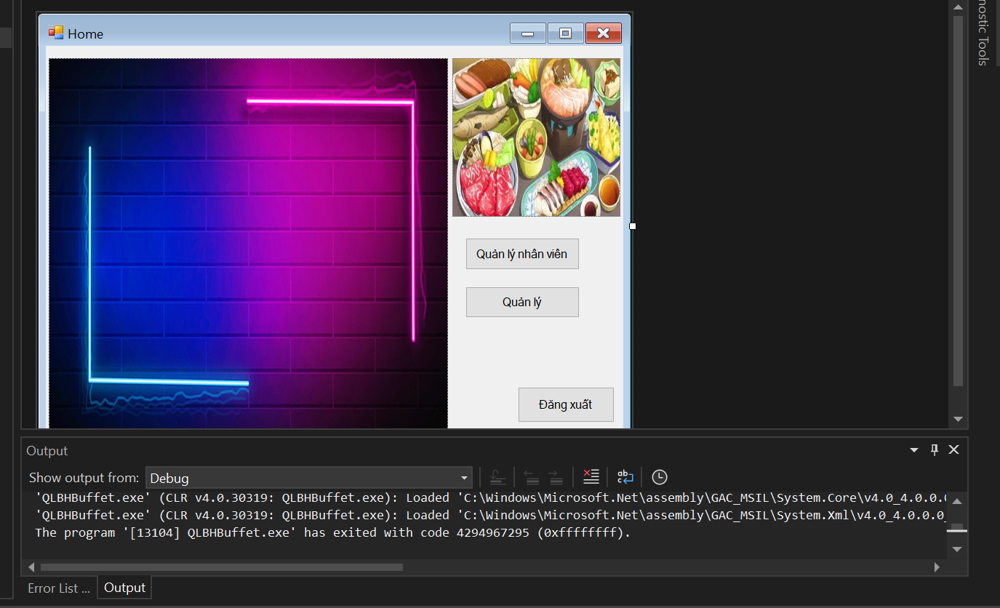 nostic Tools
Home
Quản lý nhân viên
Quản lý
Đăng xuất
Output
Show output from: Debug
'QLBHBuffet.exe' (CLR v4.0.30319: QLBHBuffet.exe): Loaded 'C:\Windows\Microsoft.Net\assembly\GAC_MSIL\System.Core\v4.0_4.0.0.0
'QLBHBuffet.exe' (CLR v4.0.30319: QLBHBuffet.exe): Loaded 'C:\Windows\Microsoft.Net\assembly\GAC_MSIL\System.Xml\v4.0_4.0.0.0_
The program '[13104] QLBHBuffet.exe' has exited with code 4294967295 (0xffffffff).
Error List ... Output